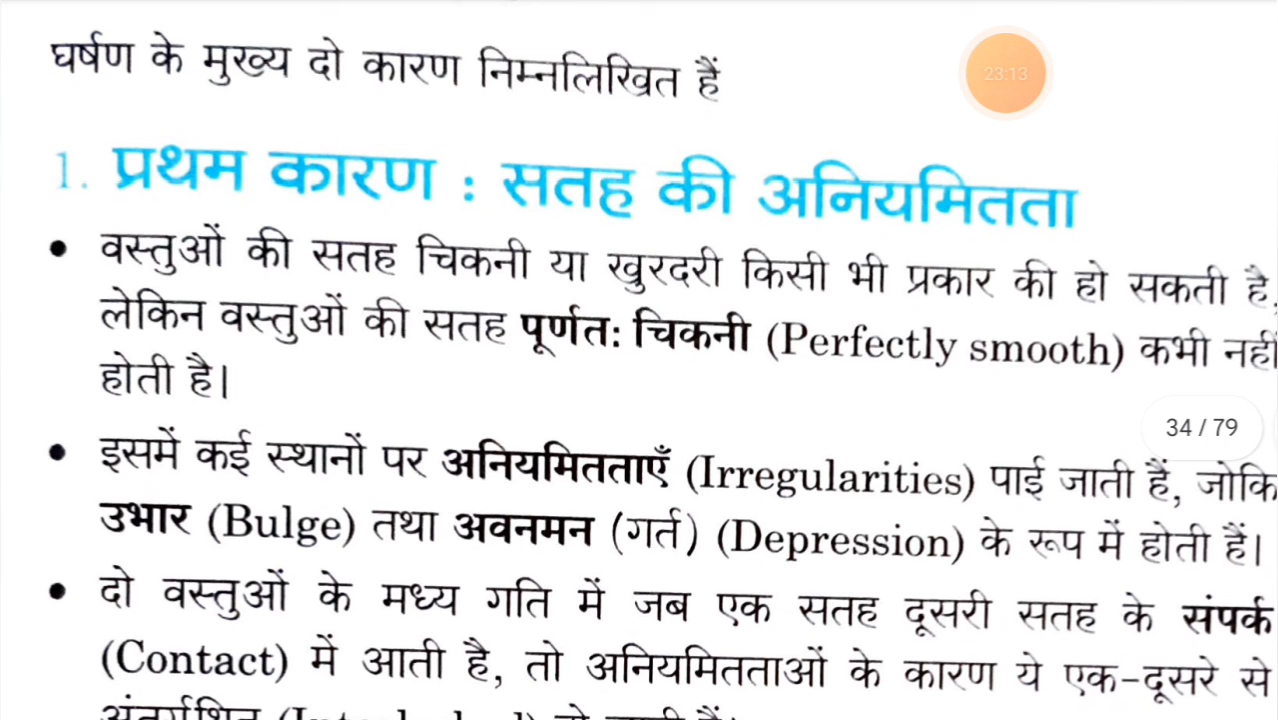 घर्षण के मुख्य दो कारण निम्नलिखित हैं
23:13
1. प्रथम कारण : सतह की अनियमितता
• वस्तुओं की सतह चिकनी या खुरदरी किसी भी प्रकार की हो सकती है,
लेकिन वस्तुओं की सतह पूर्णत: चिकनी (Perfectly smooth) कभी नहीं
होती है।
34 / 79
• इसमें कई स्थानों पर अनियमितताएँ (Irregularities) पाई जाती हैं, जोकि
उभार (Bulge) तथा अवनमन (गर्त) (Depression) के रूप में होती हैं।
• दो वस्तुओं के मध्य गति में जब एक सतह दूसरी सतह के संपर्क
(Contact) में आती है, तो अनियमितताओं के कारण ये एक-दूसरे से